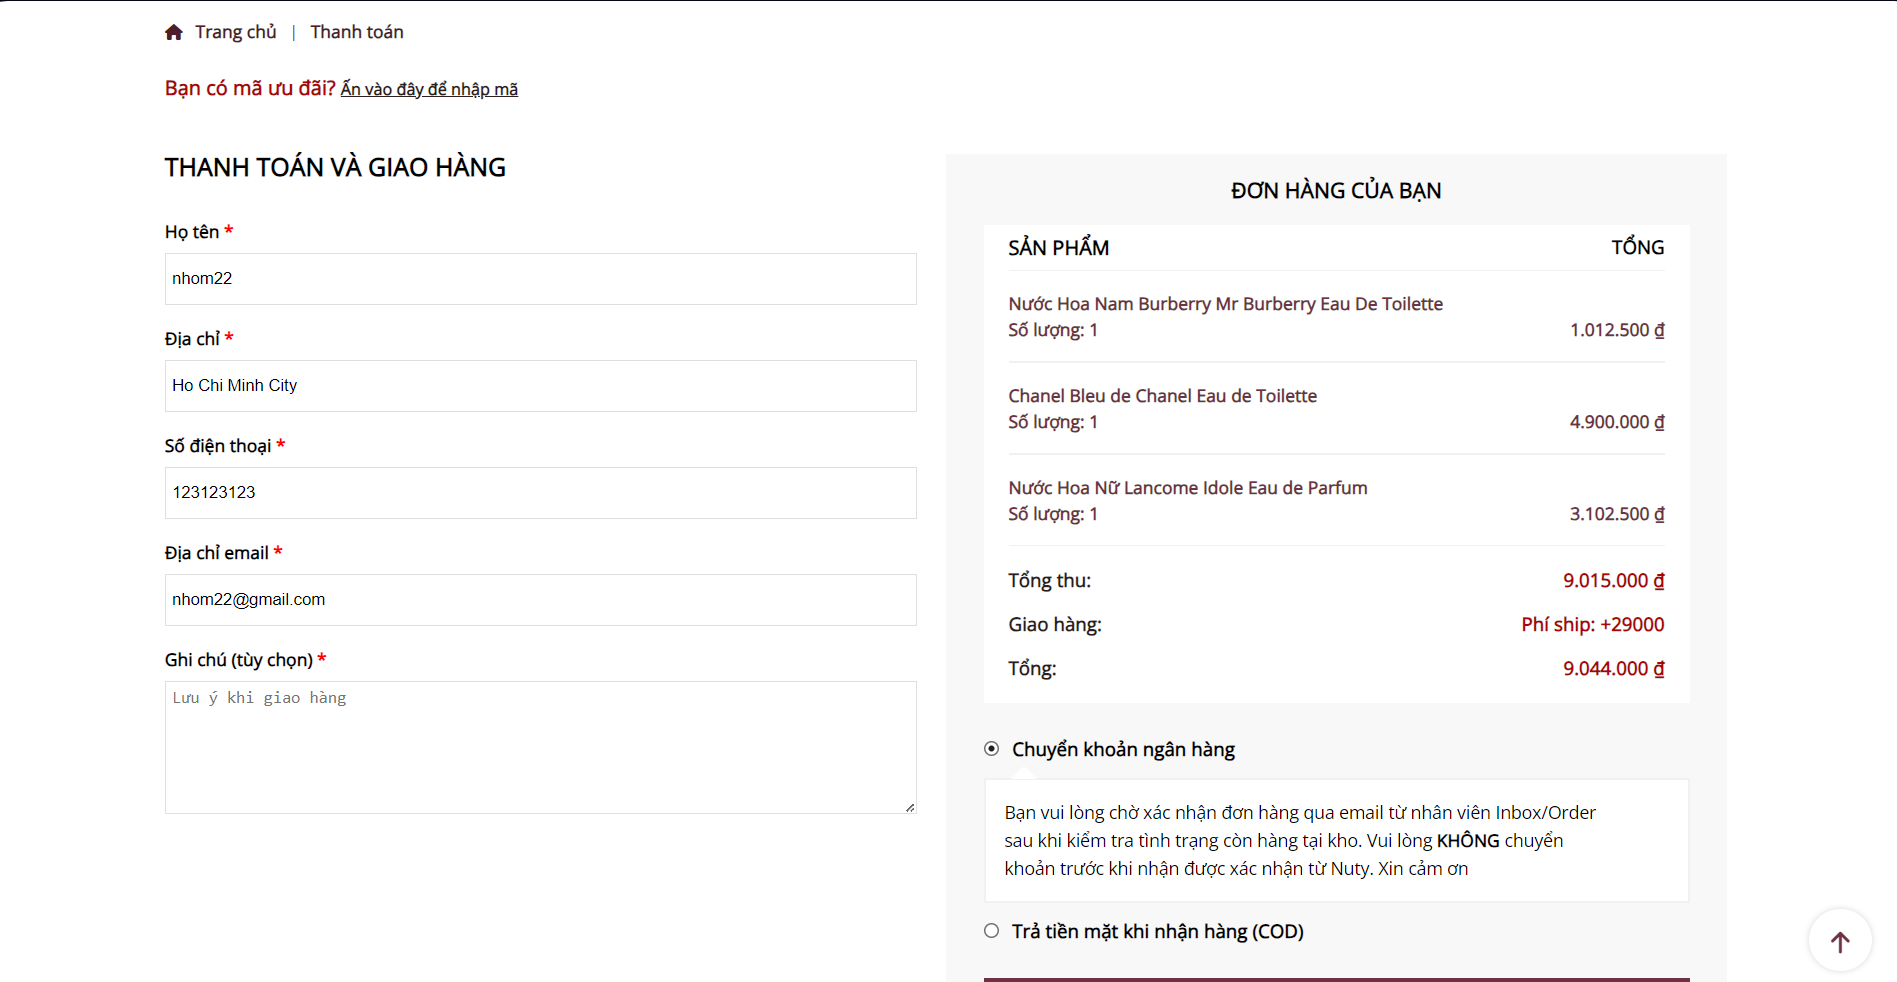 Trang chủ | Thanh toán
Bạn có mã ưu đãi? Ấn vào đây để nhập mã
THANH TOÁN VÀ GIAO HÀNG
Họ tên *
nhom22
Địa chỉ *
Ho Chi Minh City
Số điện thoại *
123123123
Địa chỉ email *
nhom22@gmail.com
Ghi chú (tùy chọn) *
Lưu ý khi giao hàng
ĐƠN HÀNG CỦA BẠN
SẢN PHẨM TỔNG
Nước Hoa Nam Burberry Mr Burberry Eau De Toilette
Số lượng: 1 1.012.500 ₫
Chanel Bleu de Chanel Eau de Toilette
Số lượng: 1 4.900.000 ₫
Nước Hoa Nữ Lancome Idole Eau de Parfum
Số lượng: 1 3.102.500 ₫
Tổng thu: 9.015.000 ₫
Giao hàng: Phí ship: +29000
Tổng: 9.044.000 ₫
Chuyển khoản ngân hàng
Bạn vui lòng chờ xác nhận đơn hàng qua email từ nhân viên Inbox/Order
sau khi kiểm tra tình trạng còn hàng tại kho. Vui lòng KHÔNG chuyển
khoản trước khi nhận được xác nhận từ Nuty. Xin cảm ơn
Trả tiền mặt khi nhận hàng (COD)